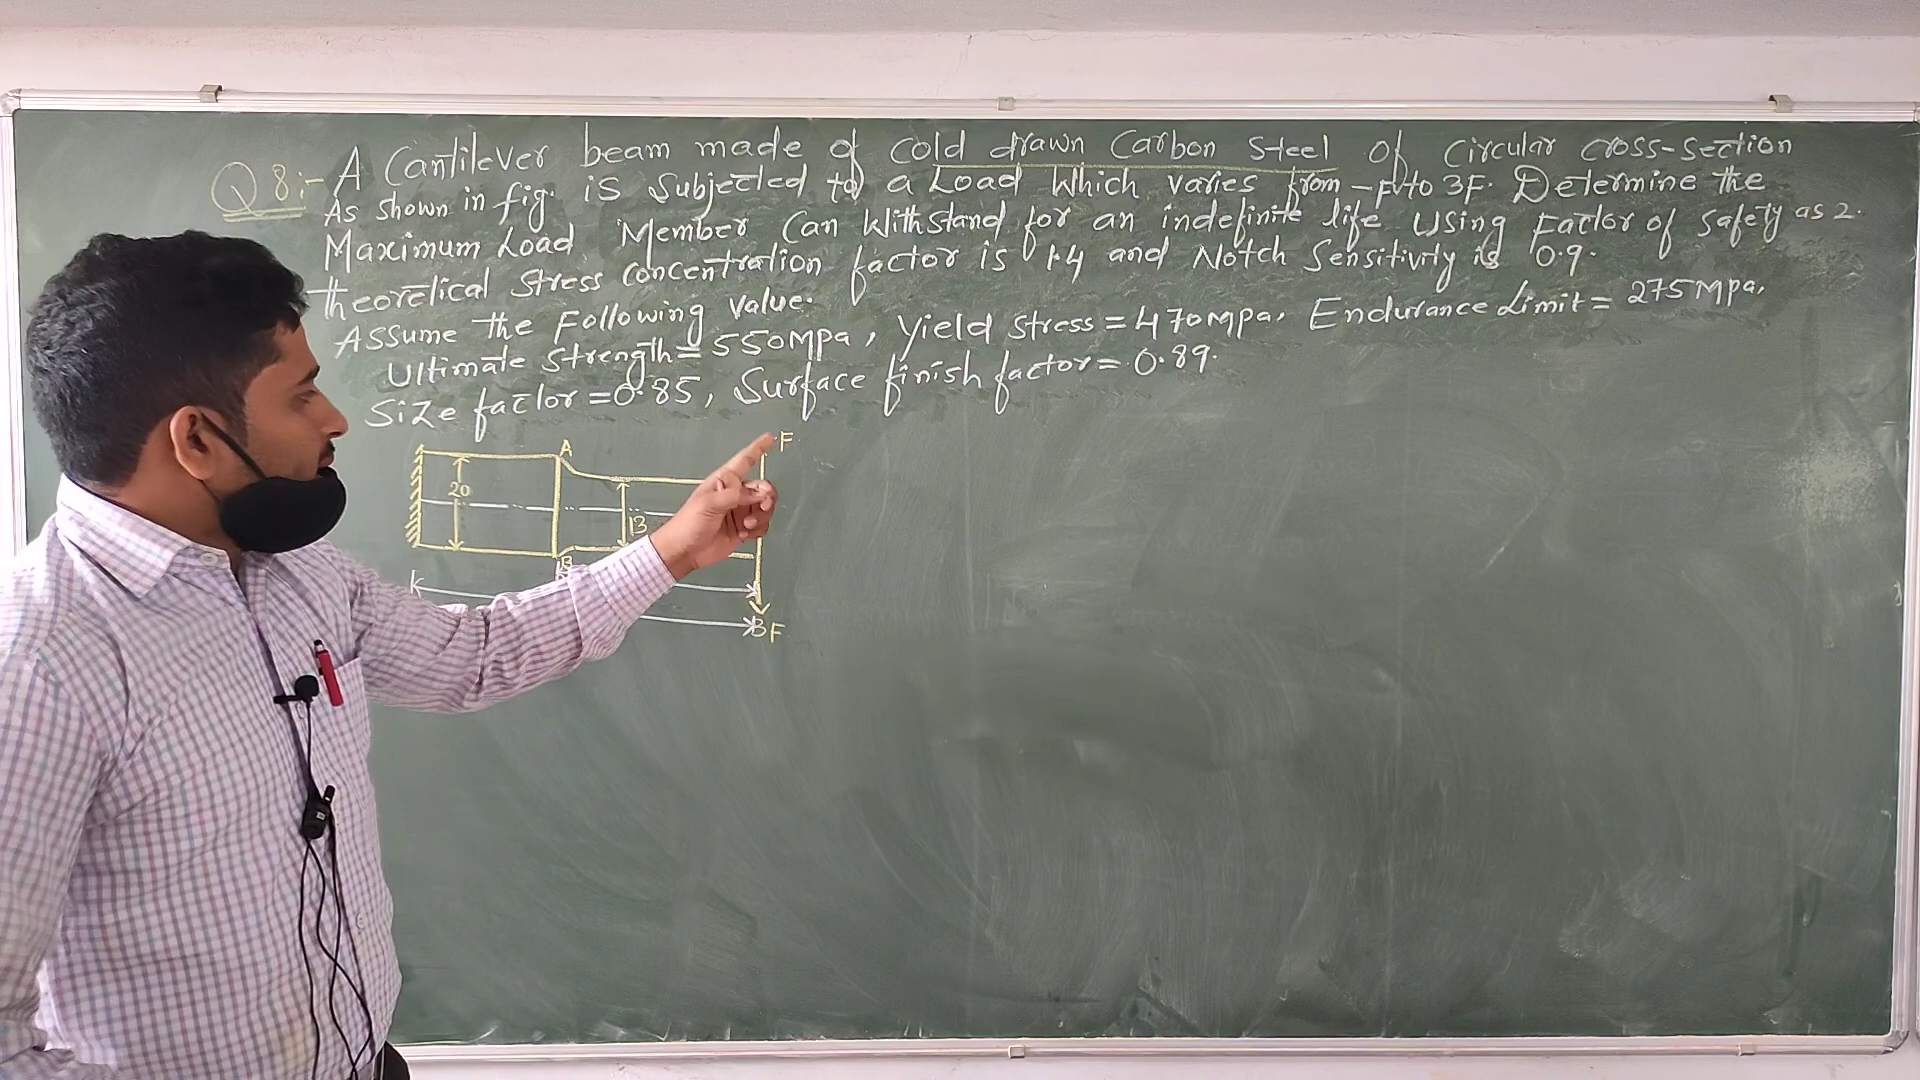 Q8:- A Cantilever beam made of cold drawn Carbon Steel of Circular cross-section
As shown in fig. is subjected to a Load Which varies from -F to 3F. Determine the
Maximum Load Member Can Withstand for an indefinite life Using Factor of safety as 2.
Theoretical stress concentration factor is 1.4 and Notch Sensitivity is 0.9.
Assume the Following value.
Ultimate Strength = 550MPa, Yield Stress = 470MPa, Endurance Limit = 275MPa,
Size factor = 0.85, Surface finish factor = 0.89.
A
F
20
13
B
3F